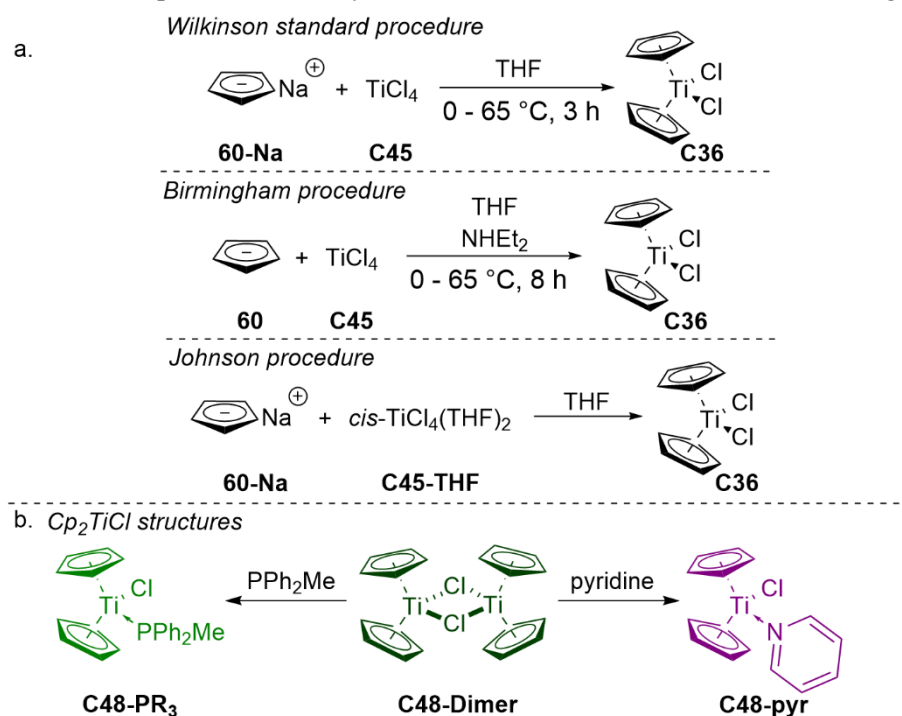 Wilkinson standard procedure
a.
Na⊕ + TiCl₄ THF Cl
0 - 65 °C, 3 h Ti Cl
60-Na C45 C36
Birmingham procedure
THF
NHEt₂
+ TiCl₄ Cl
0 - 65 °C, 8 h Ti Cl
60 C45 C36
Johnson procedure
Na⊕ + cis-TiCl₄(THF)₂ THF Cl
Ti Cl
60-Na C45-THF C36
b. Cp₂TiCl structures
Cl PPh₂Me Cl pyridine Cl
Ti Ti Ti Ti
PPh₂Me Cl N
C48-PR₃ C48-Dimer C48-pyr